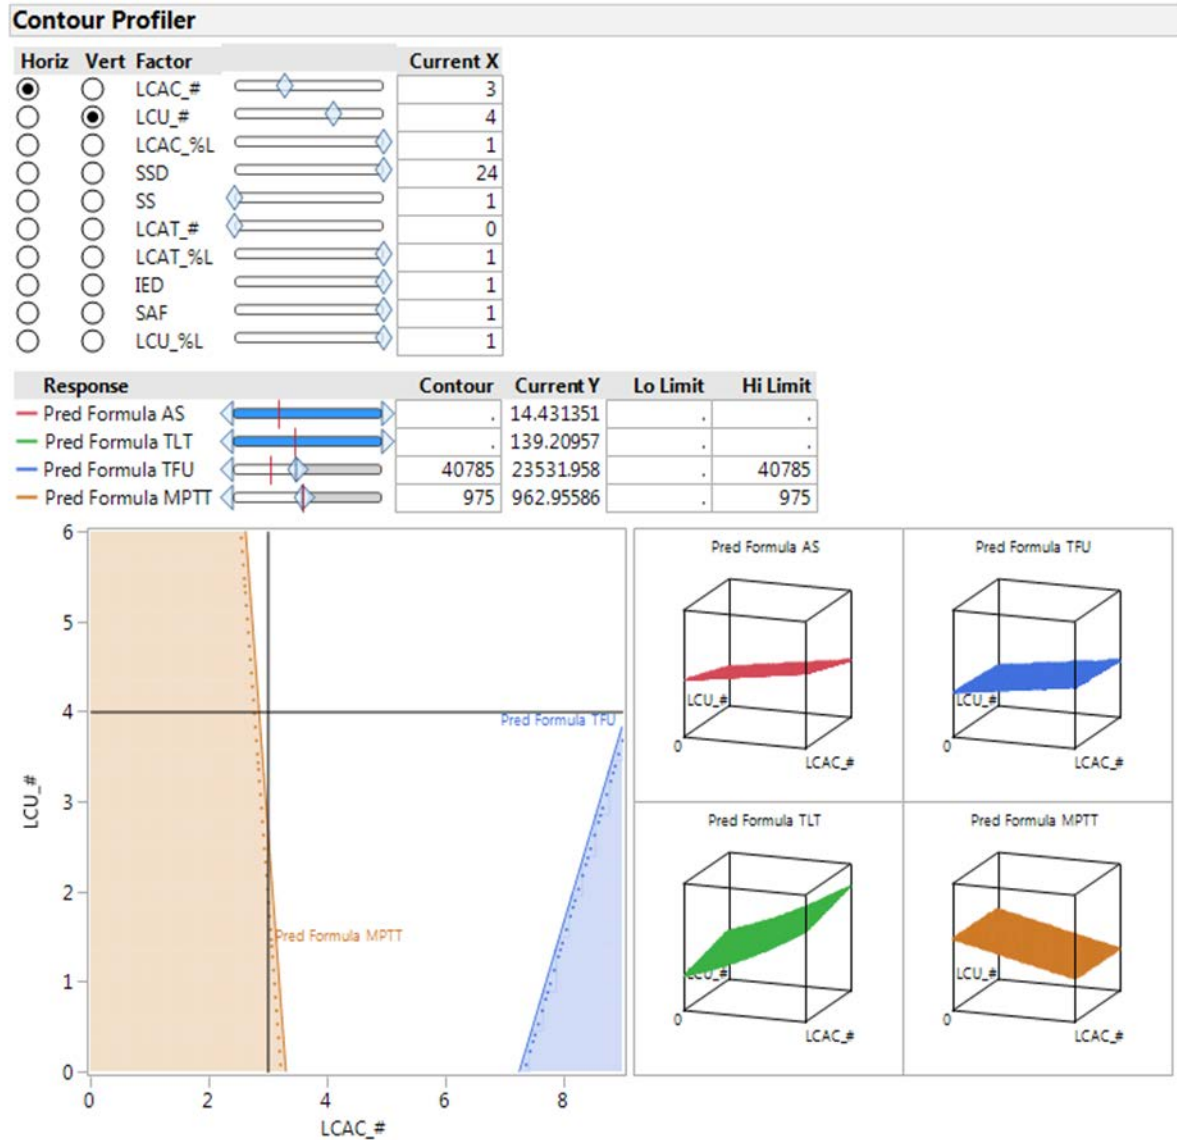 Contour Profiler
Horiz Vert Factor Current X
LCAC_# 3
LCU_# 4
LCAC_%L 1
SSD 24
SS 1
LCAT_# 0
LCAT_%L 1
IED 1
SAF 1
LCU_%L 1
Response Contour Current Y Lo Limit Hi Limit
Pred Formula AS . 14.431351 . .
Pred Formula TLT . 139.20957 . .
Pred Formula TFU 40785 23531.958 . 40785
Pred Formula MPTT 975 962.95586 . 975
6
5
4
3
2
1
0
LCU_#
Pred Formula TFU
Pred Formula MPTT
0 2 4 6 8
LCAC_#
Pred Formula AS
LCU_#
0
LCAC_#
Pred Formula TFU
LCU_#
0
LCAC_#
Pred Formula TLT
LCU_#
0
LCAC_#
Pred Formula MPTT
LCU_#
0
LCAC_#